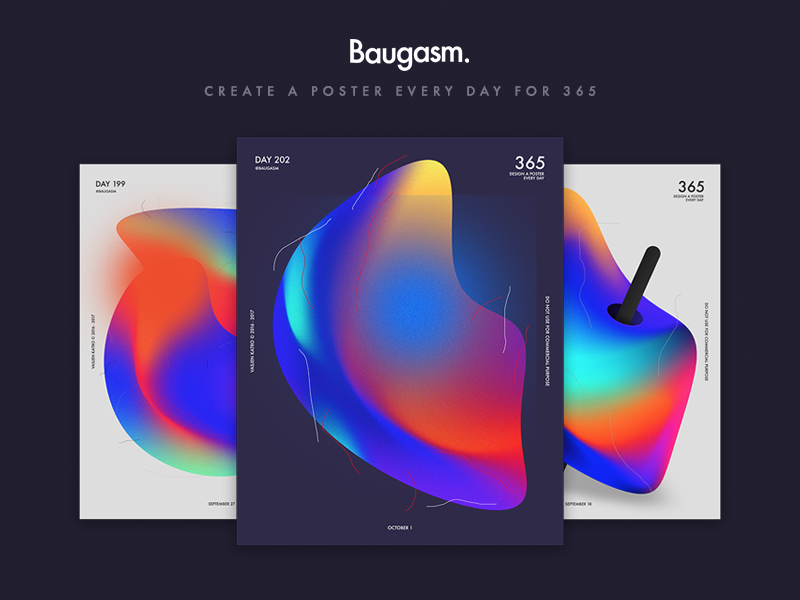 Baugasm.
CREATE A POSTER EVERY DAY FOR 365
DAY 199
@BAUGASM
VASJEN KATRO © 2016 - 2017
SEPTEMBER 27
DAY 202
@BAUGASM
365
DESIGN A POSTER
EVERY DAY
VASJEN KATRO © 2016 - 2017
DO NOT USE FOR COMMERCIAL PURPOSE
OCTOBER 1
365
DESIGN A POSTER
EVERY DAY
DO NOT USE FOR COMMERCIAL PURPOSE